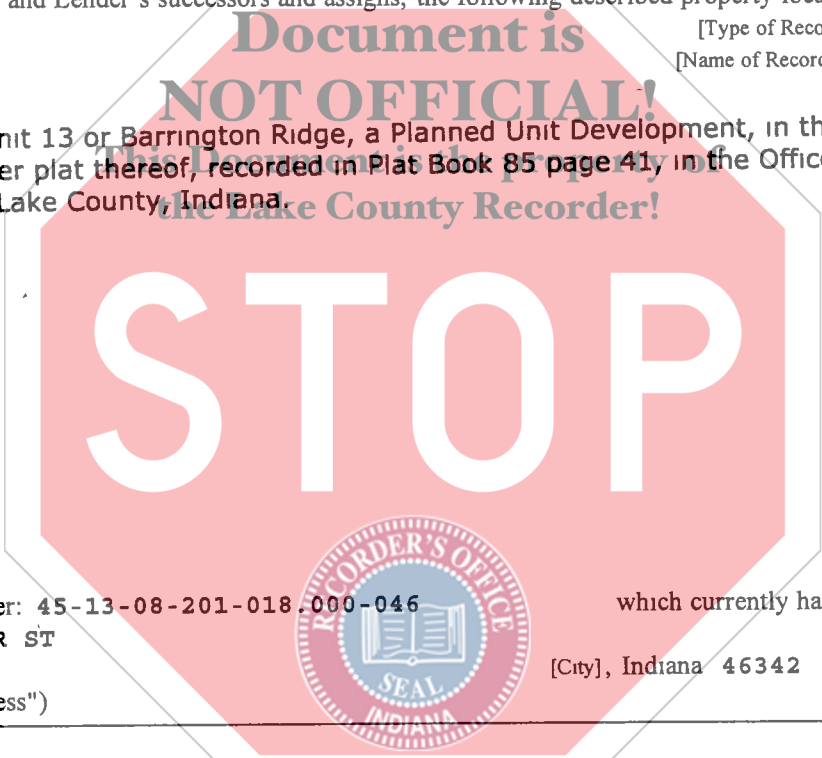 and Lender's successors and assigns, the following described property
Document is
[Type of Reco
[Name of Record
NOT OFFICIAL!
nit 13 or Barrington Ridge, a Planned Unit Development, in th
This Document is the property of
er plat thereof, recorded in Plat Book 85 page 41, in the Office
the Lake County Recorder!
Lake County, Indiana.
STOP
RECORDER'S OFFICE
er: 45-13-08-201-018.000-046 which currently ha
R ST
[City], Indiana 46342
SEAL
ess")
INDIANA